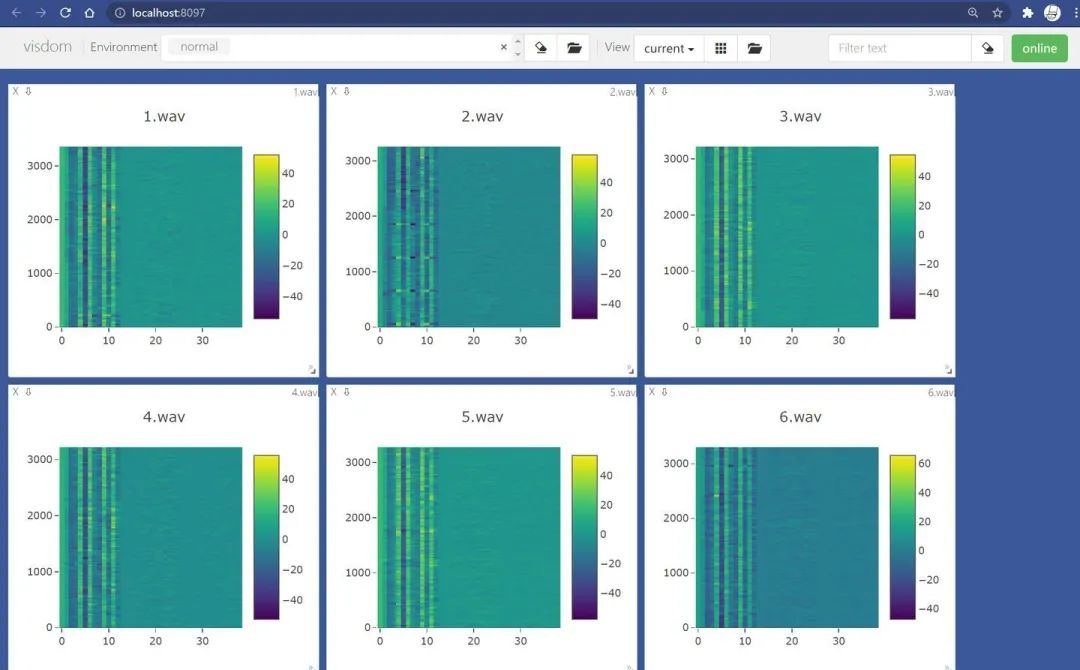 localhost:8097
visdom Environment normal × View current Filter text online
X 1.wav X 2.wav X 3.wav
1.wav 2.wav 3.wav
3000 2000 1000 0
0 10 20 30
40 20 0 −20 −40
3000 2000 1000 0
0 10 20 30
40 20 0 −20 −40
3000 2000 1000 0
0 10 20 30
40 20 0 −20 −40
X 4.wav X 5.wav X 6.wav
4.wav 5.wav 6.wav
3000 2000 1000 0
0 10 20 30
40 20 0 −20 −40
3000 2000 1000 0
0 10 20 30
40 20 0 −20 −40
3000 2000 1000 0
0 10 20 30
60 40 20 0 −20 −40